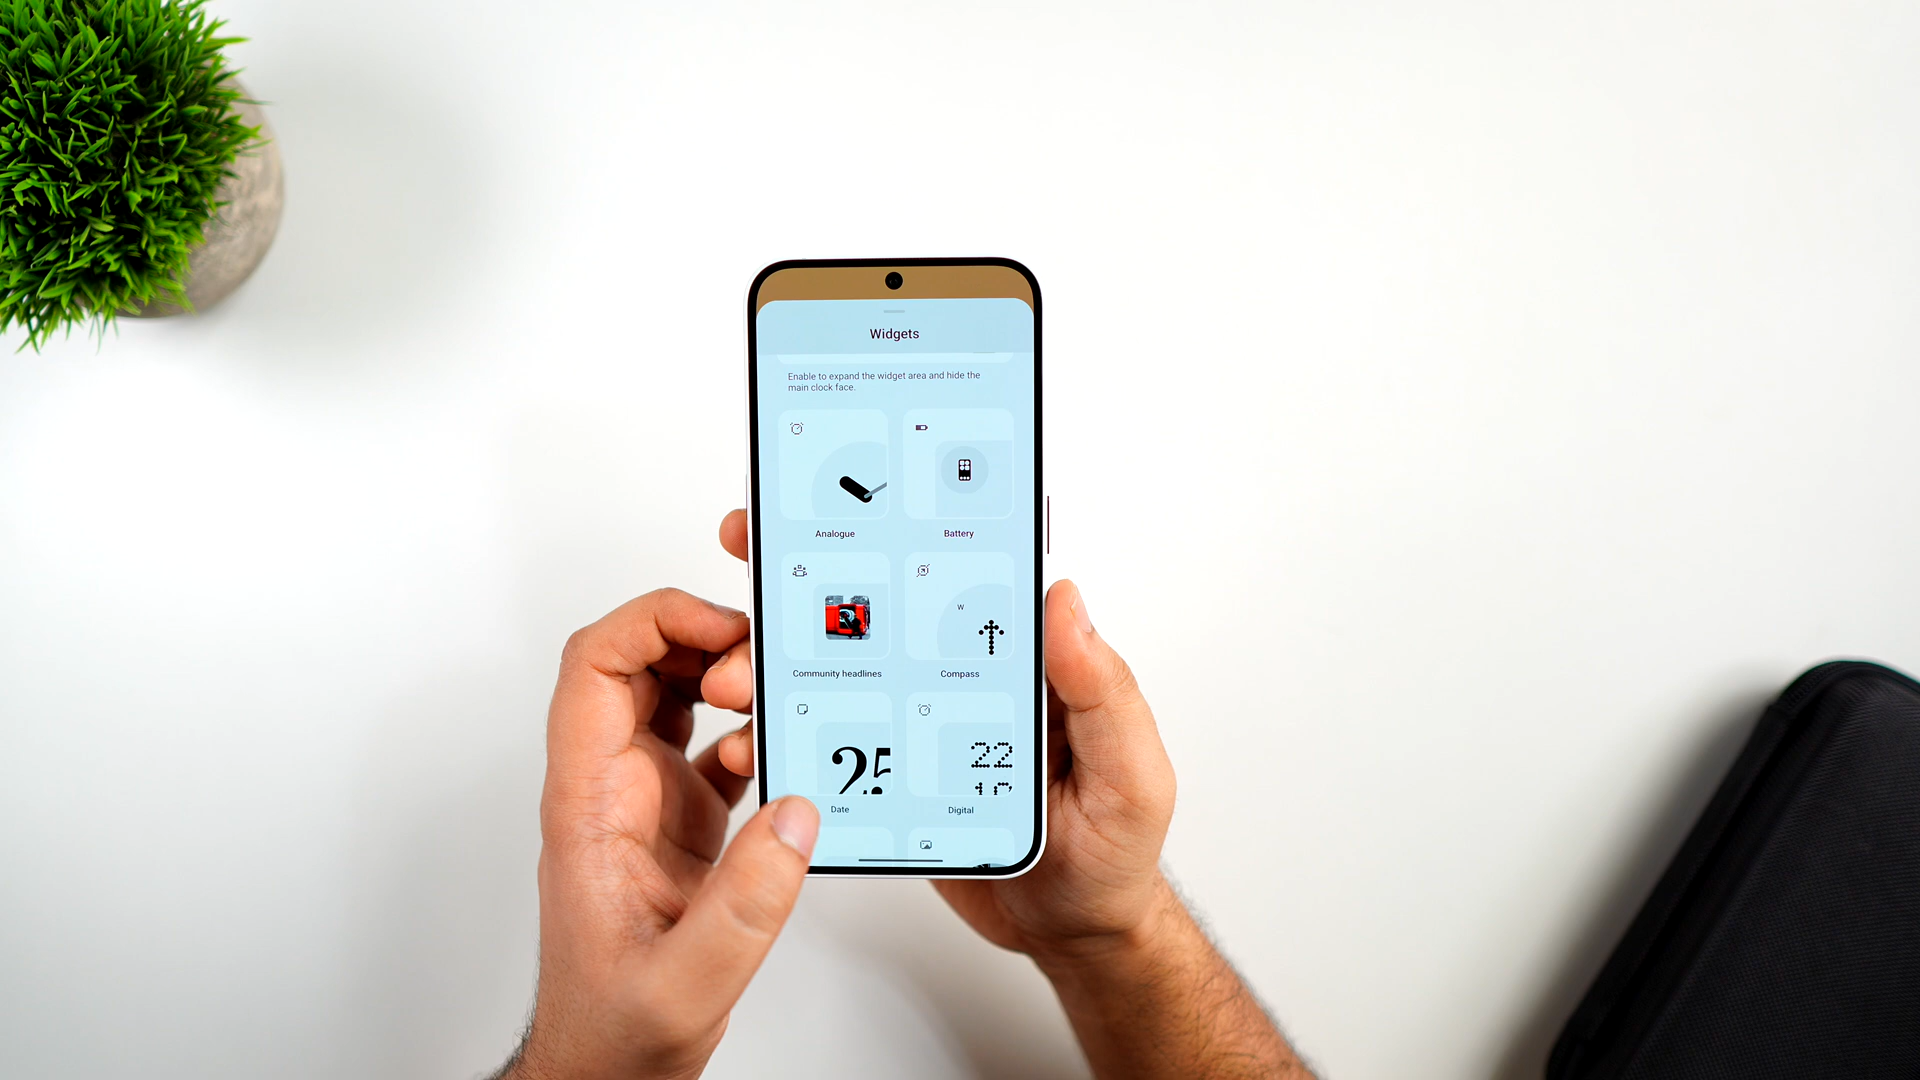 Widgets
Enable to expand the widget area and hide the
main clock face.
Analogue
Battery
W
Community headlines
Compass
25
22
Date
Digital